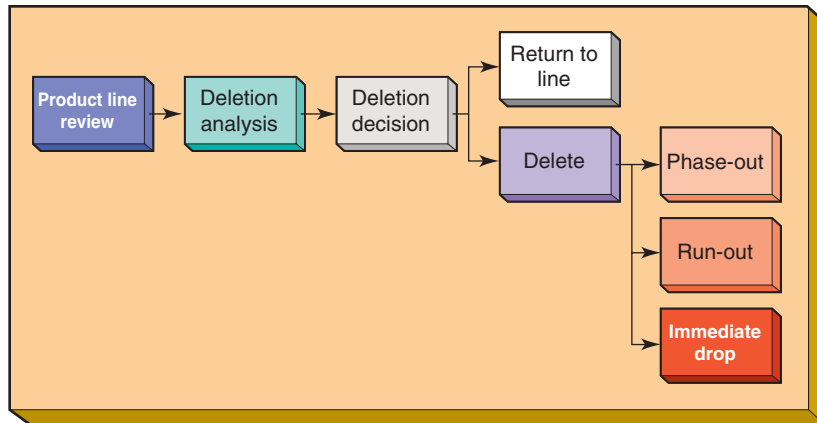 Product line
review
Deletion
analysis
Deletion
decision
Return to
line
Delete
Phase-out
Run-out
Immediate
drop